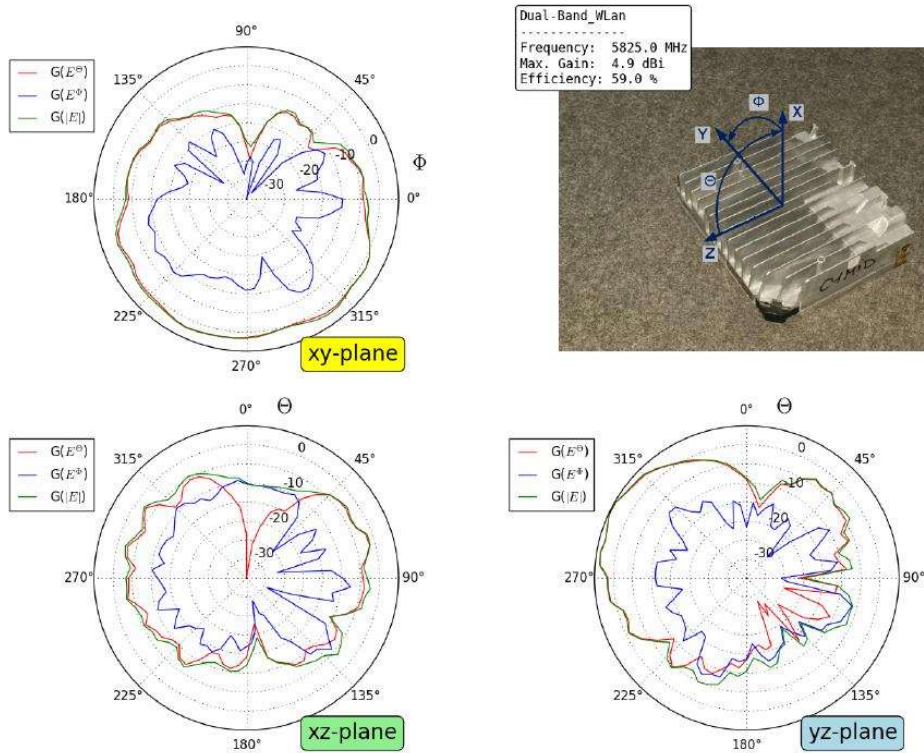 90°
135°
45°
G(E^Θ)
G(E^Φ)
G(|E|)
0
-10
-20
-30
Φ
180°
0°
225°
315°
270°
xy-plane
Dual-Band_WLan
--------------
Frequency: 5825.0 MHz
Max. Gain: 4.9 dBi
Efficiency: 59.0 %
Φ
X
Y
Θ
Z
CYMID
0°
Θ
315°
45°
G(E^Θ)
G(E^Φ)
G(|E|)
0
-10
-20
-30
270°
90°
225°
135°
180°
xz-plane
0°
Θ
315°
45°
G(E^Θ)
G(E^Φ)
G(|E|)
0
-10
-20
-30
270°
90°
225°
135°
180°
yz-plane